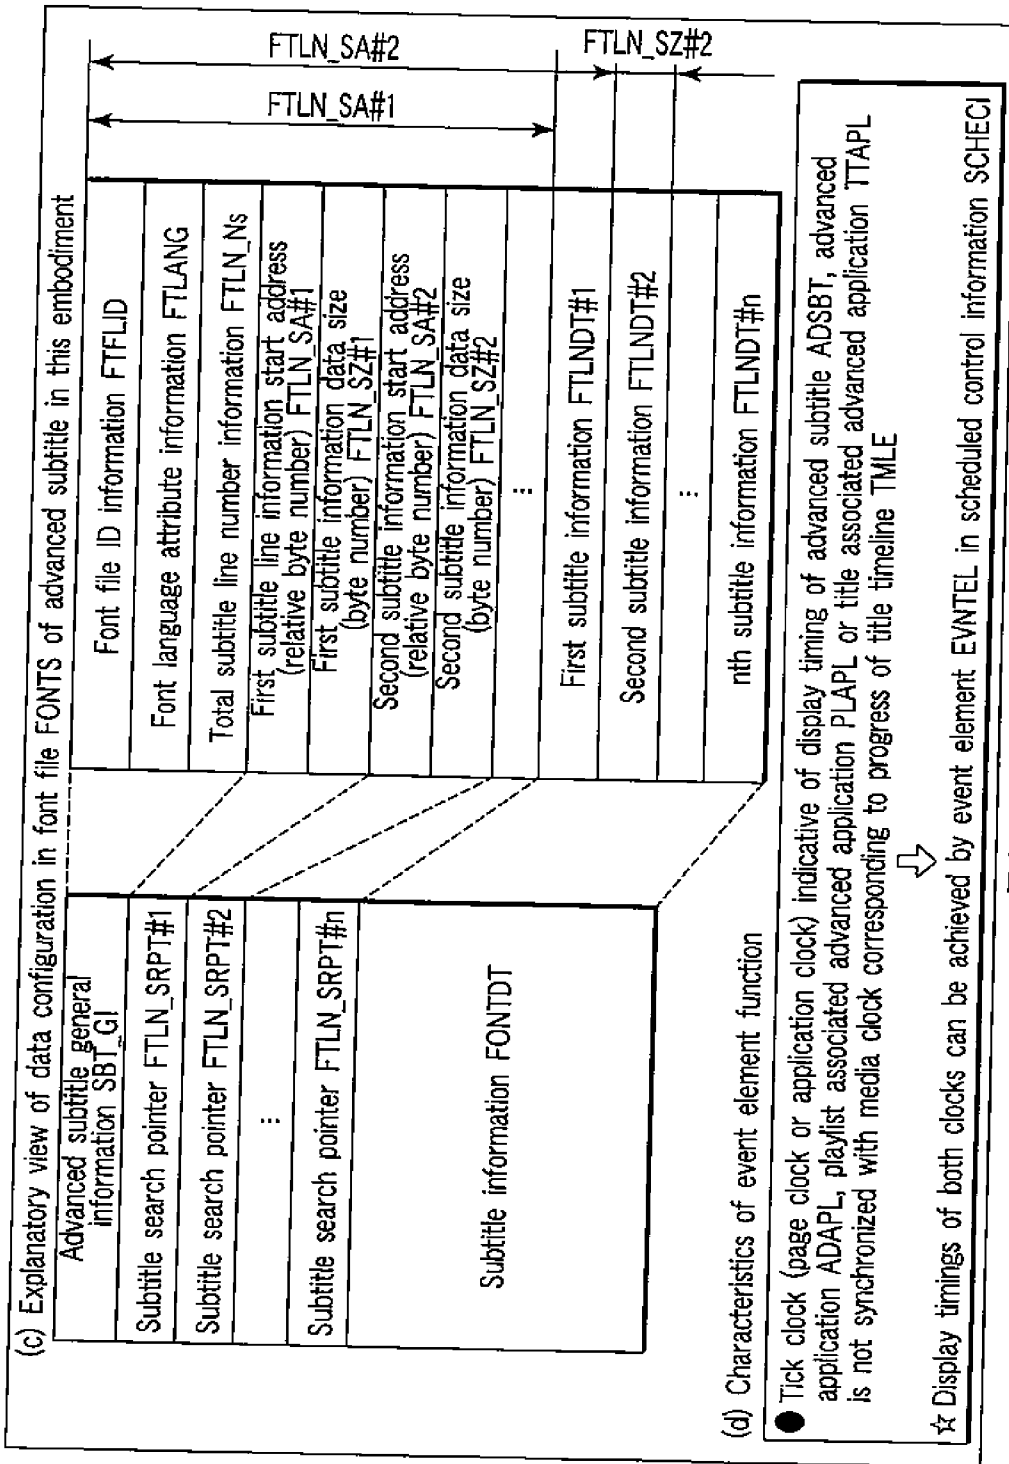 (c) Explanatory view of data configuration in font file FONTS of advanced subtitle in this embodiment
Advanced subtitle general
information SBT_GI
Subtitle search pointer FTLN_SRPT#1
Subtitle search pointer FTLN_SRPT#2
⋮
Subtitle search pointer FTLN_SRPT#n
Subtitle information FONTDT
Font file ID information FTFLID
Font language attribute information FTLANG
Total subtitle line number information FTLN_Ns
First subtitle line information start address
(relative byte number) FTLN_SA#1
First subtitle information data size
(byte number) FTLN_SZ#1
Second subtitle information start address
(relative byte number) FTLN_SA#2
Second subtitle information data size
(byte number) FTLN_SZ#2
⋮
First subtitle information FTLNDT#1
Second subtitle information FTLNDT#2
⋮
nth subtitle information FTLNDT#n
FTLN_SA#1
FTLN_SA#2
FTLN_SZ#2
(d) Characteristics of event element function
● Tick clock (page clock or application clock) indicative of display timing of advanced subtitle ADSBT, advanced
application ADAPL, playlist associated advanced application PLAPL or title associated advanced application TTAPL
is not synchronized with media clock corresponding to progress of title timeline TMLE
☆ Display timings of both clocks can be achieved by event element EVNTEL in scheduled control information SCHECI